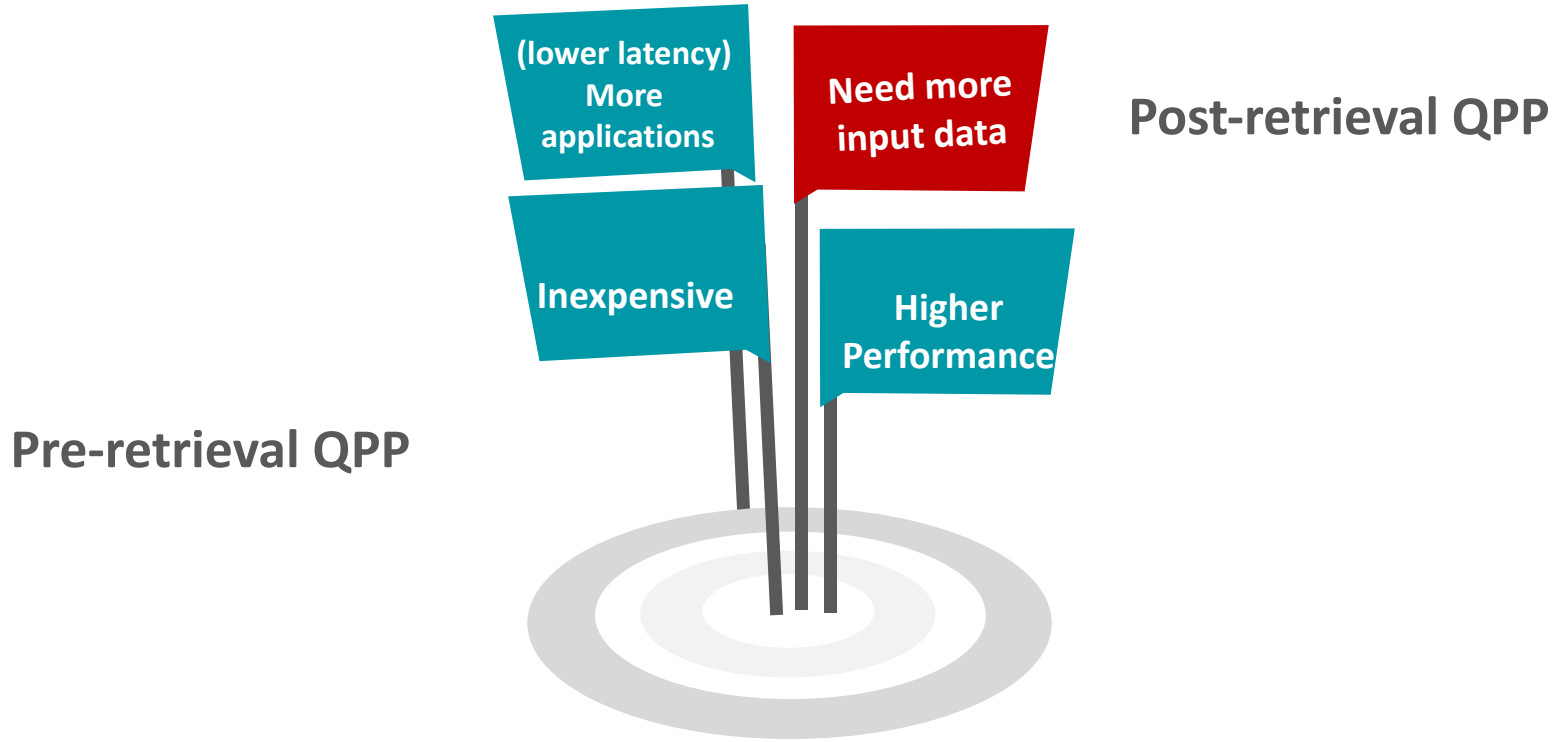 (lower latency)
More
applications
Inexpensive
Pre-retrieval QPP
Need more
input data
Higher
Performance
Post-retrieval QPP